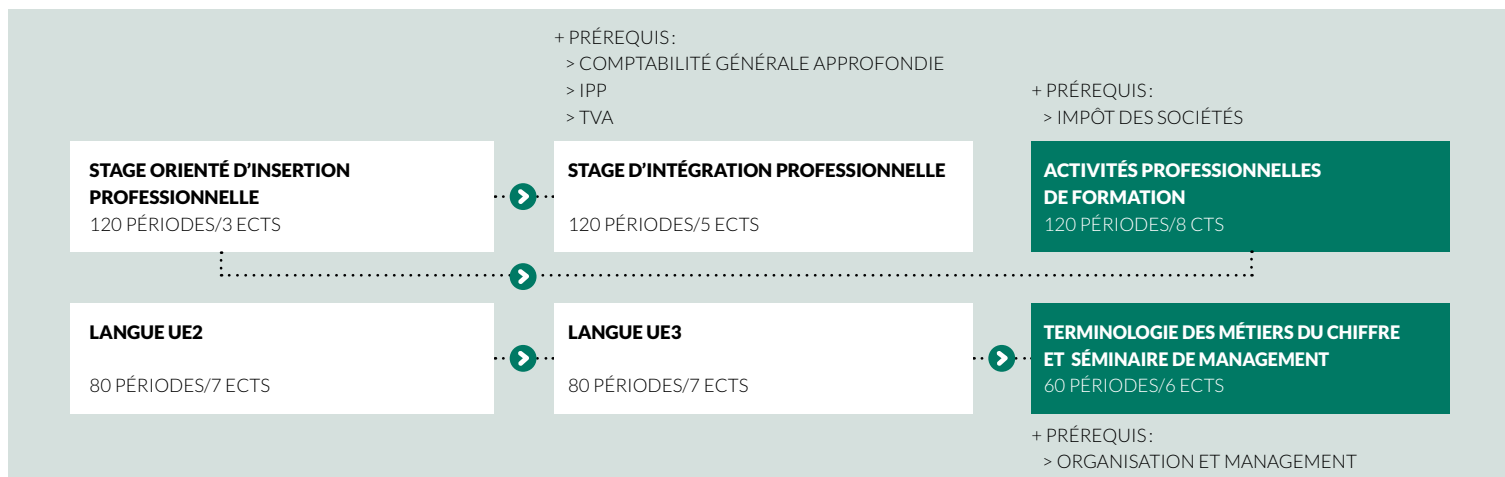 + PRÉREQUIS :
> COMPTABILITÉ GÉNÉRALE APPROFONDIE
> IPP
> TVA
+ PRÉREQUIS :
> IMPÔT DES SOCIÉTÉS
STAGE ORIENTÉ D’INSERTION
PROFESSIONNELLE
120 PÉRIODES/3 ECTS
STAGE D’INTÉGRATION PROFESSIONNELLE
120 PÉRIODES/5 ECTS
ACTIVITÉS PROFESSIONNELLES
DE FORMATION
120 PÉRIODES/8 CTS
LANGUE UE2
80 PÉRIODES/7 ECTS
LANGUE UE3
80 PÉRIODES/7 ECTS
TERMINOLOGIE DES MÉTIERS DU CHIFFRE
ET SÉMINAIRE DE MANAGEMENT
60 PÉRIODES/6 ECTS
+ PRÉREQUIS :
> ORGANISATION ET MANAGEMENT